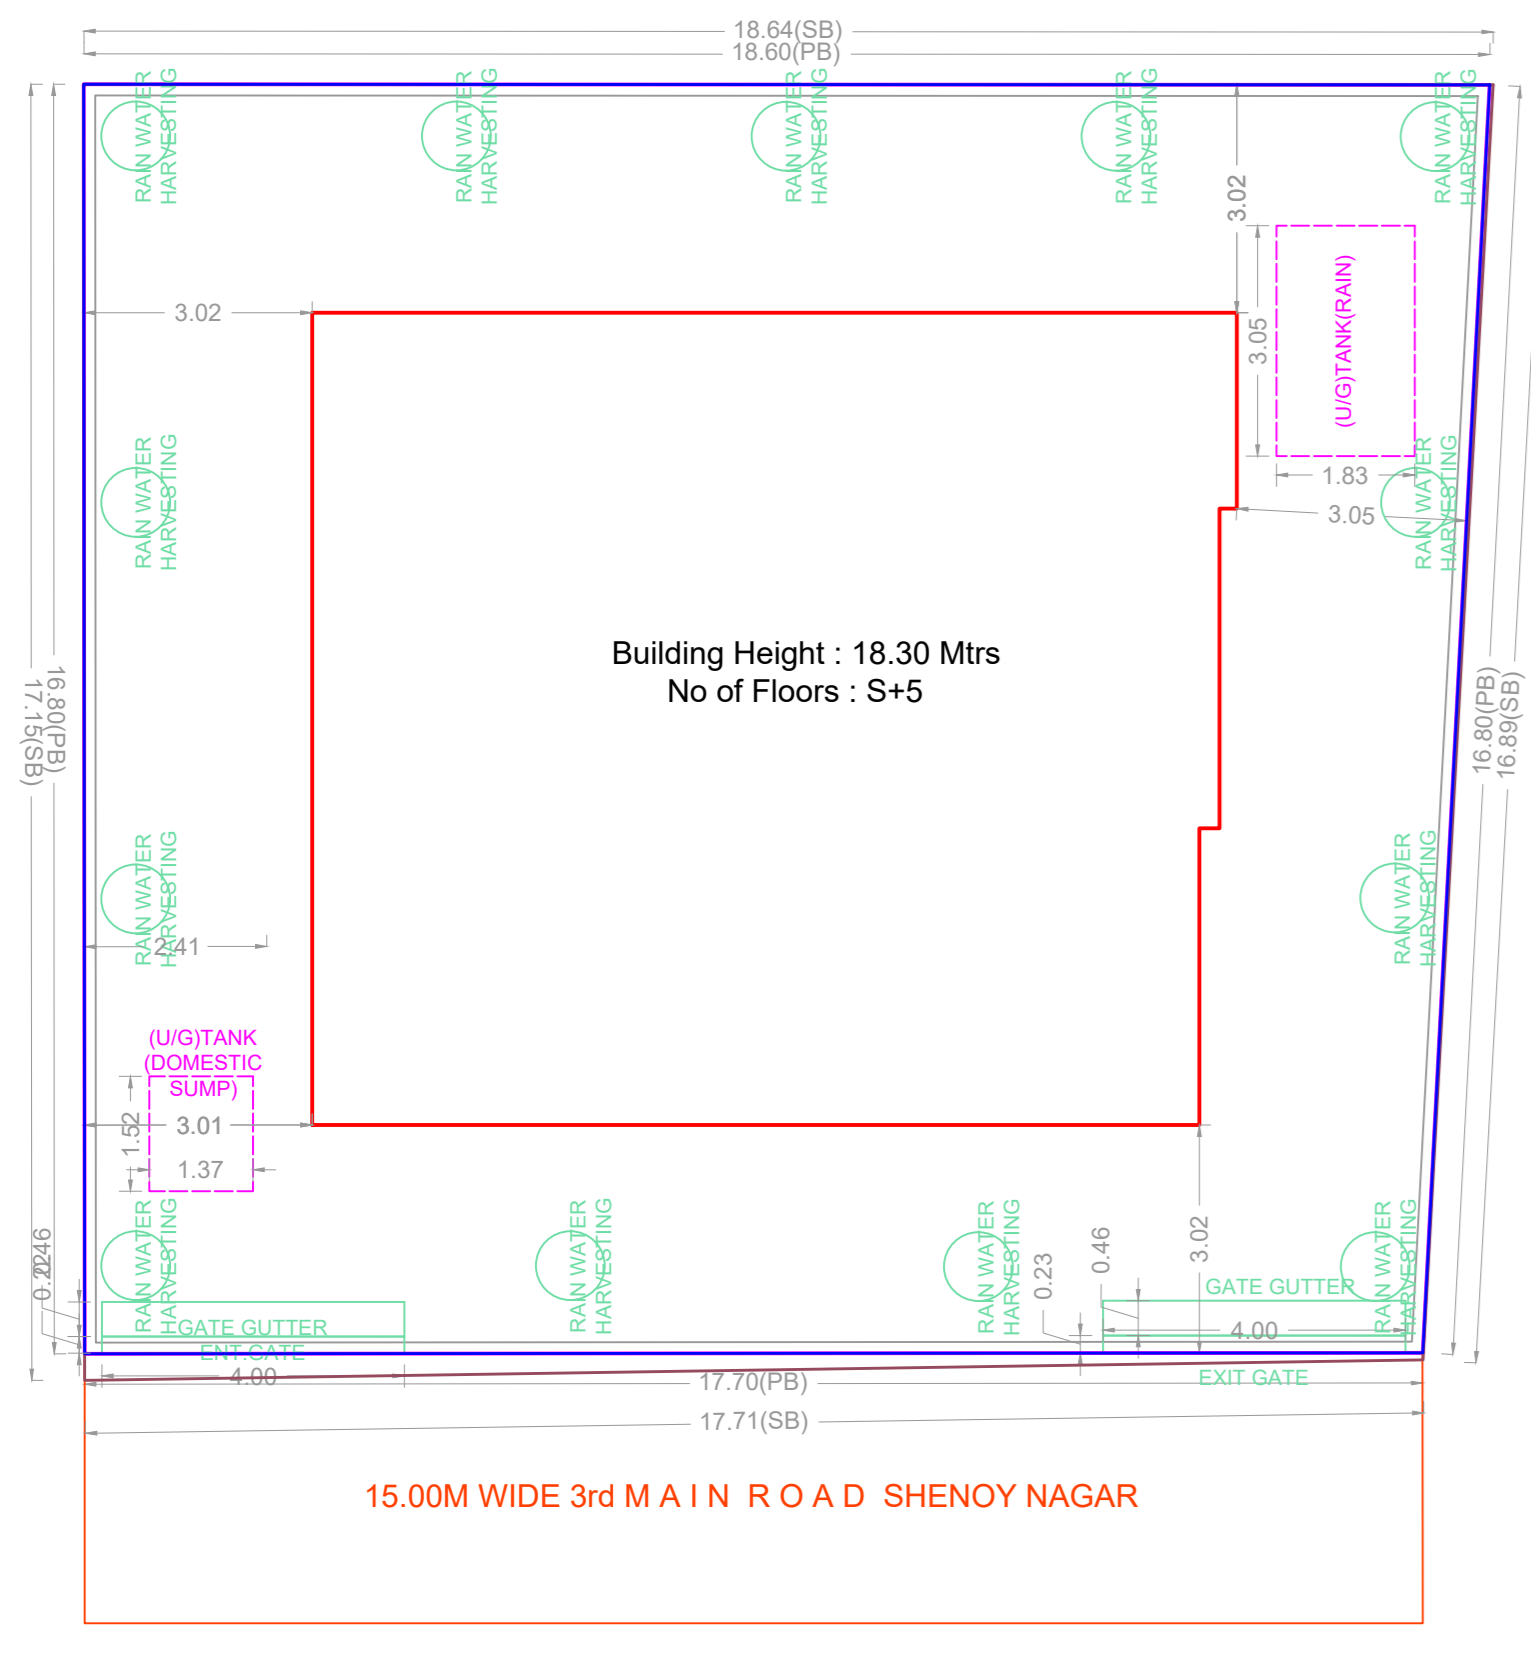 18.64(SB)
18.60(PB)
RAIN WATER
HARVESTING
RAIN WATER
HARVESTING
RAIN WATER
HARVESTING
RAIN WATER
HARVESTING
RAIN WATER
HARVESTING
3.02
3.02
3.05
(U/G)TANK(RAIN)
1.83
3.05
RAIN WATER
HARVESTING
RAIN WATER
HARVESTING
Building Height : 18.30 Mtrs
No of Floors : S+5
16.80(PB)
17.15(SB)
16.80(PB)
16.89(SB)
RAIN WATER
HARVESTING
RAIN WATER
HARVESTING
2.41
(U/G)TANK
(DOMESTIC
SUMP)
1.52
3.01
1.37
RAIN WATER
HARVESTING
RAIN WATER
HARVESTING
RAIN WATER
HARVESTING
RAIN WATER
HARVESTING
3.02
0.46
0.23
0.46
GATE GUTTER
GATE GUTTER
4.00
ENT.GATE
4.00
EXIT GATE
17.70(PB)
17.71(SB)
15.00M WIDE 3rd M A I N R O A D SHENOY NAGAR